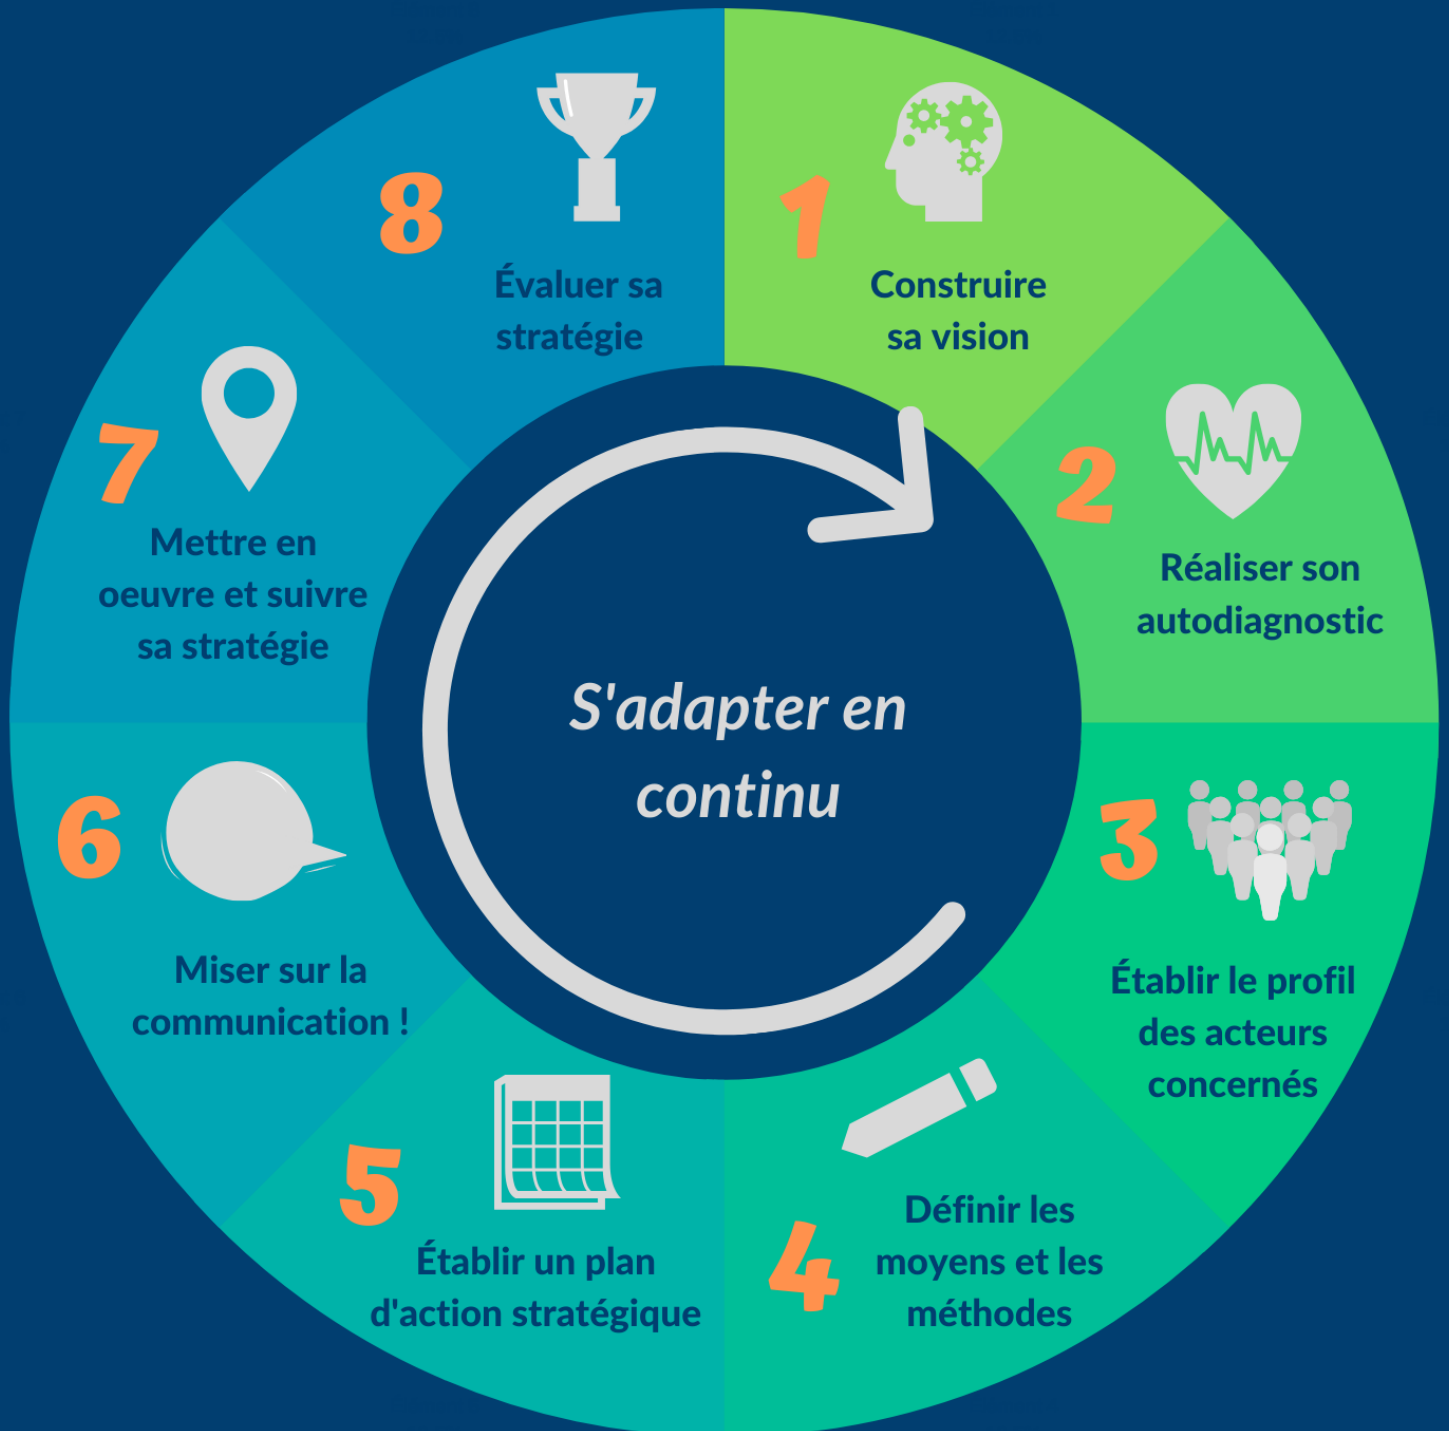 1
Construire
sa vision
2
Réaliser son
autodiagnostic
3
Établir le profil
des acteurs
concernés
4
Définir les
moyens et les
méthodes
5
Établir un plan
d'action stratégique
6
Miser sur la
communication !
7
Mettre en
oeuvre et suivre
sa stratégie
8
Évaluer sa
stratégie
S'adapter en
continu